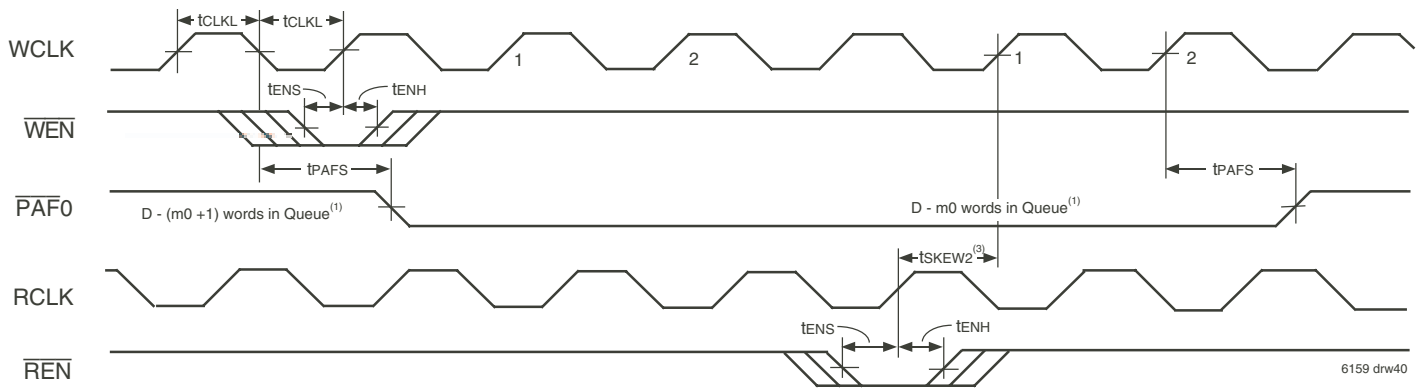 tCLKL tCLKL
WCLK 1 2 1 2
tENS tENH
WEN
tPAFS tPAFS
PAF0
D - (m0 +1) words in Queue(1) D - m0 words in Queue(1)
tSKEW2(3)
RCLK
tENS tENH
REN
6159 drw40